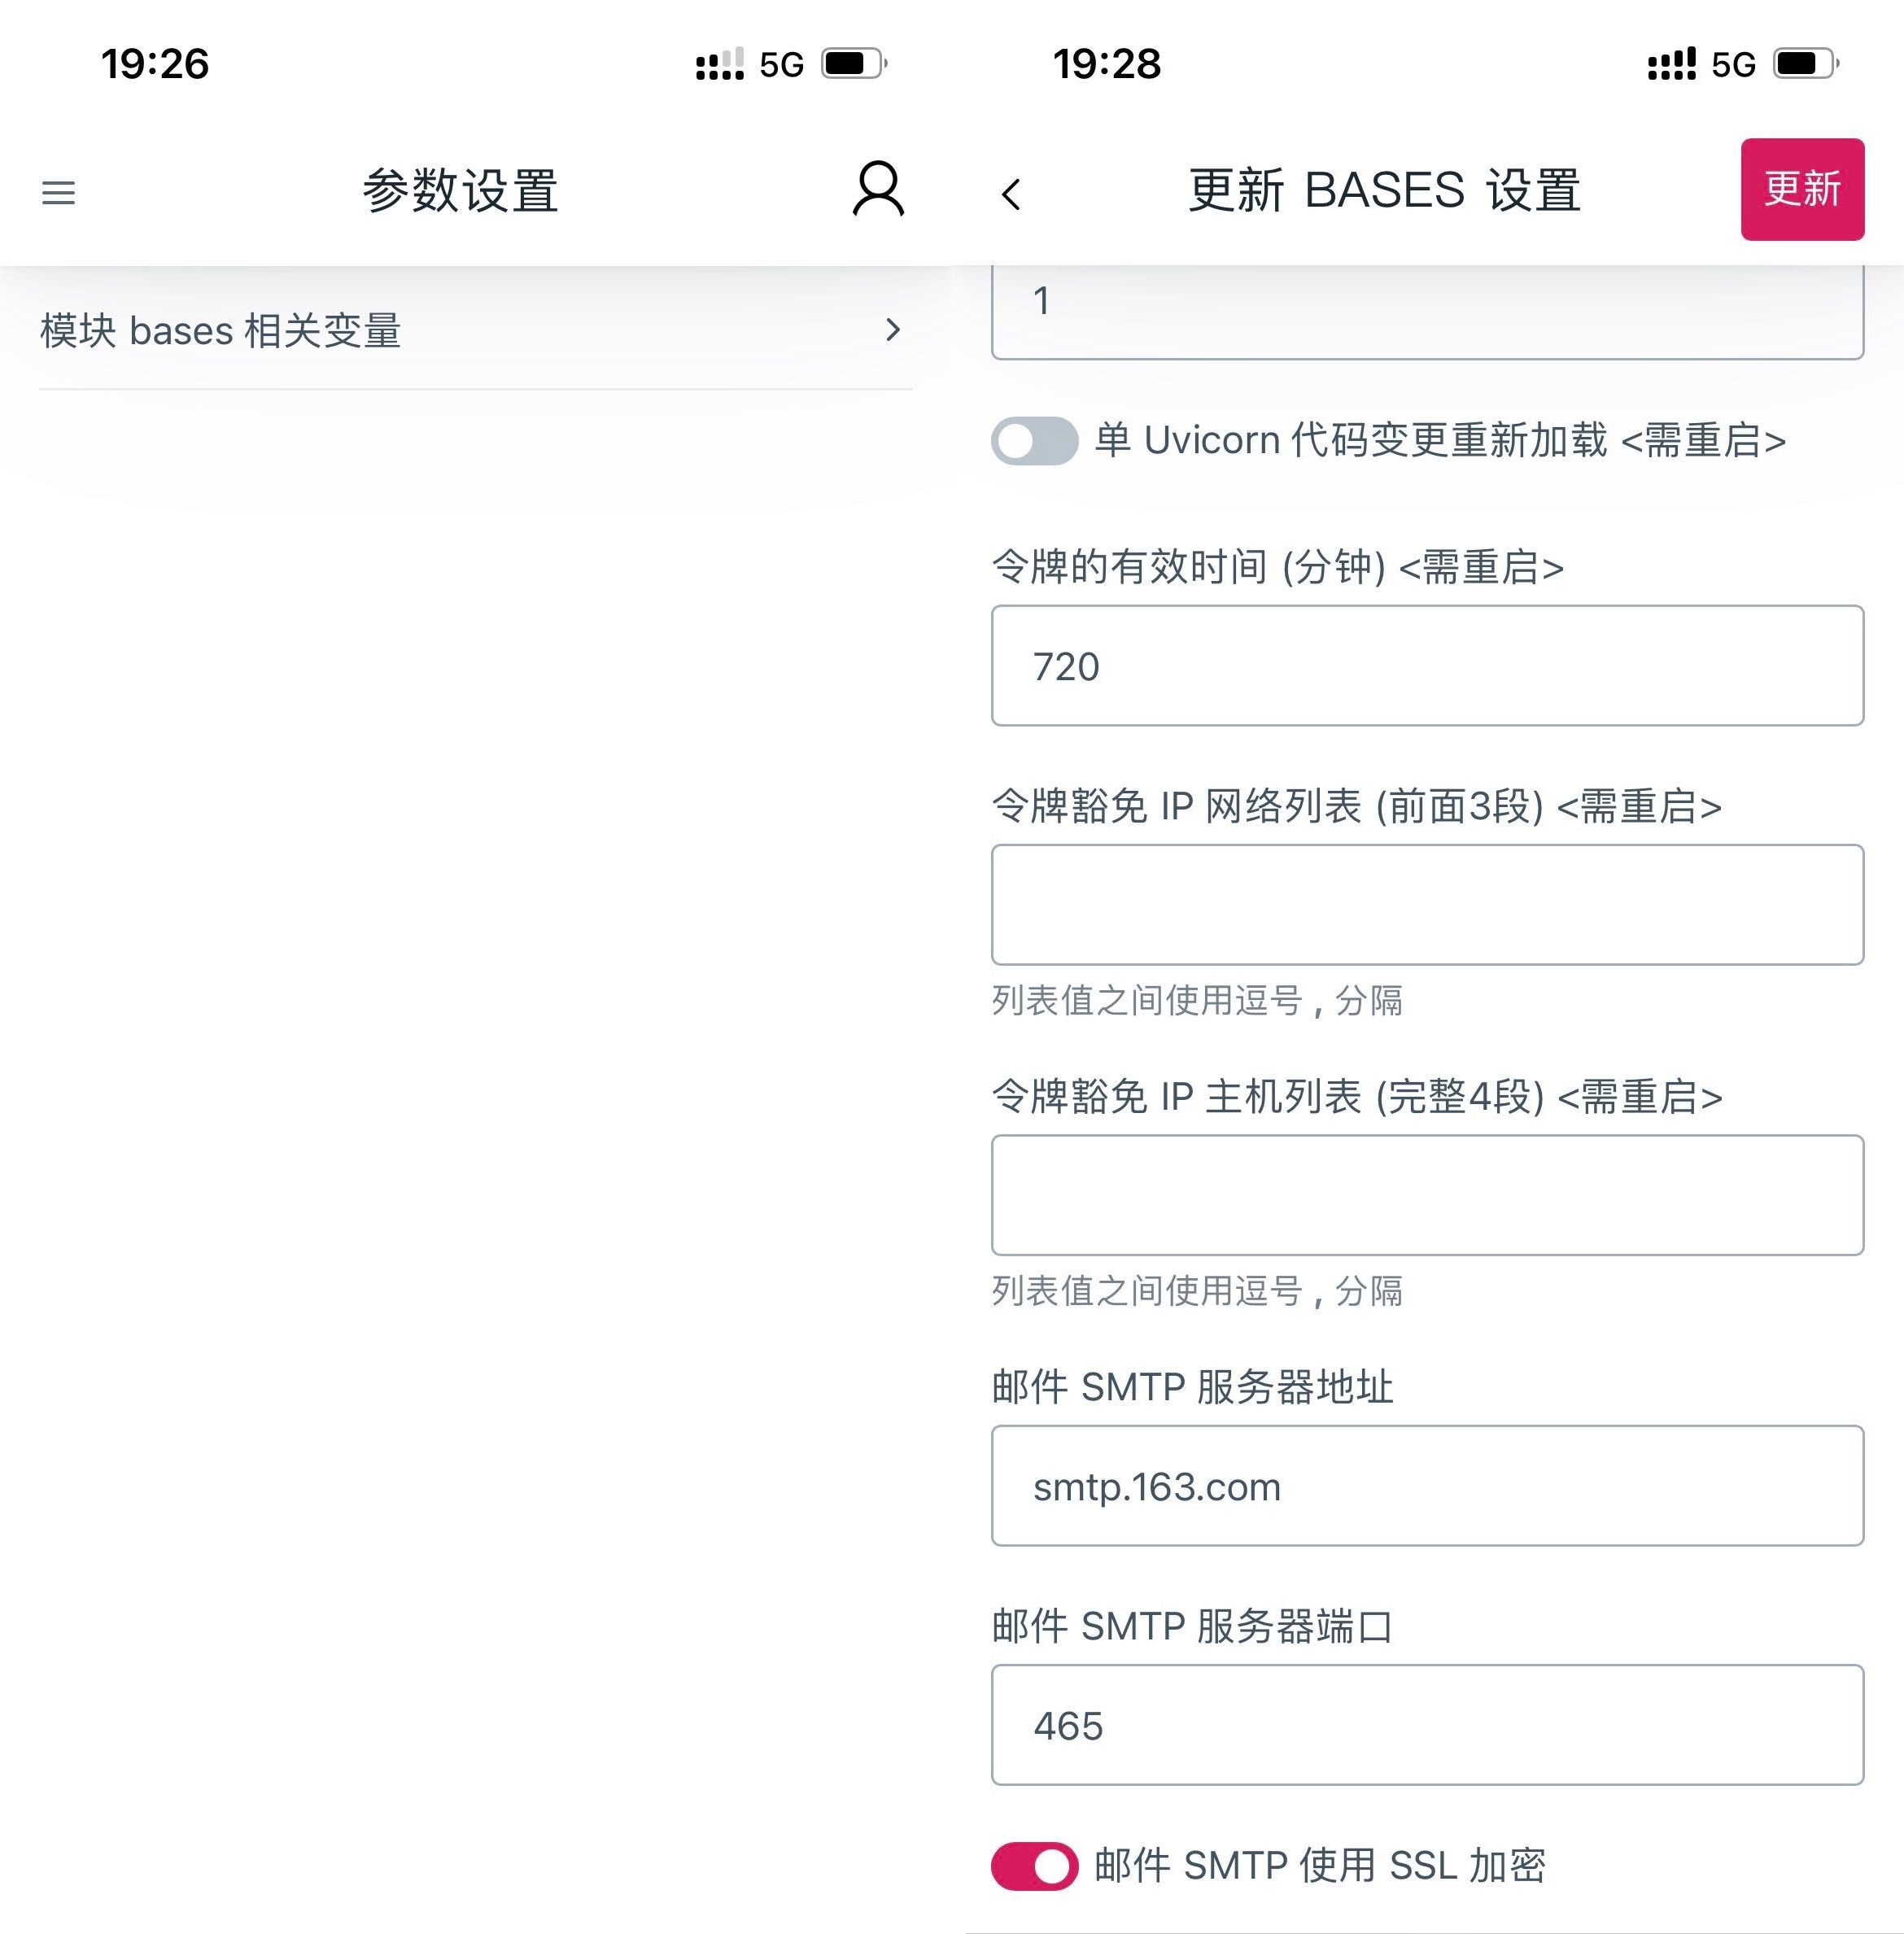 19:26
5G
参数设置
模块 bases 相关变量
19:28
5G
更新 BASES 设置
更新
1
单 Uvicorn 代码变更重新加载 <需重启>
令牌的有效时间 (分钟) <需重启>
720
令牌豁免 IP 网络列表 (前面3段) <需重启>
列表值之间使用逗号 , 分隔
令牌豁免 IP 主机列表 (完整4段) <需重启>
列表值之间使用逗号 , 分隔
邮件 SMTP 服务器地址
smtp.163.com
邮件 SMTP 服务器端口
465
邮件 SMTP 使用 SSL 加密